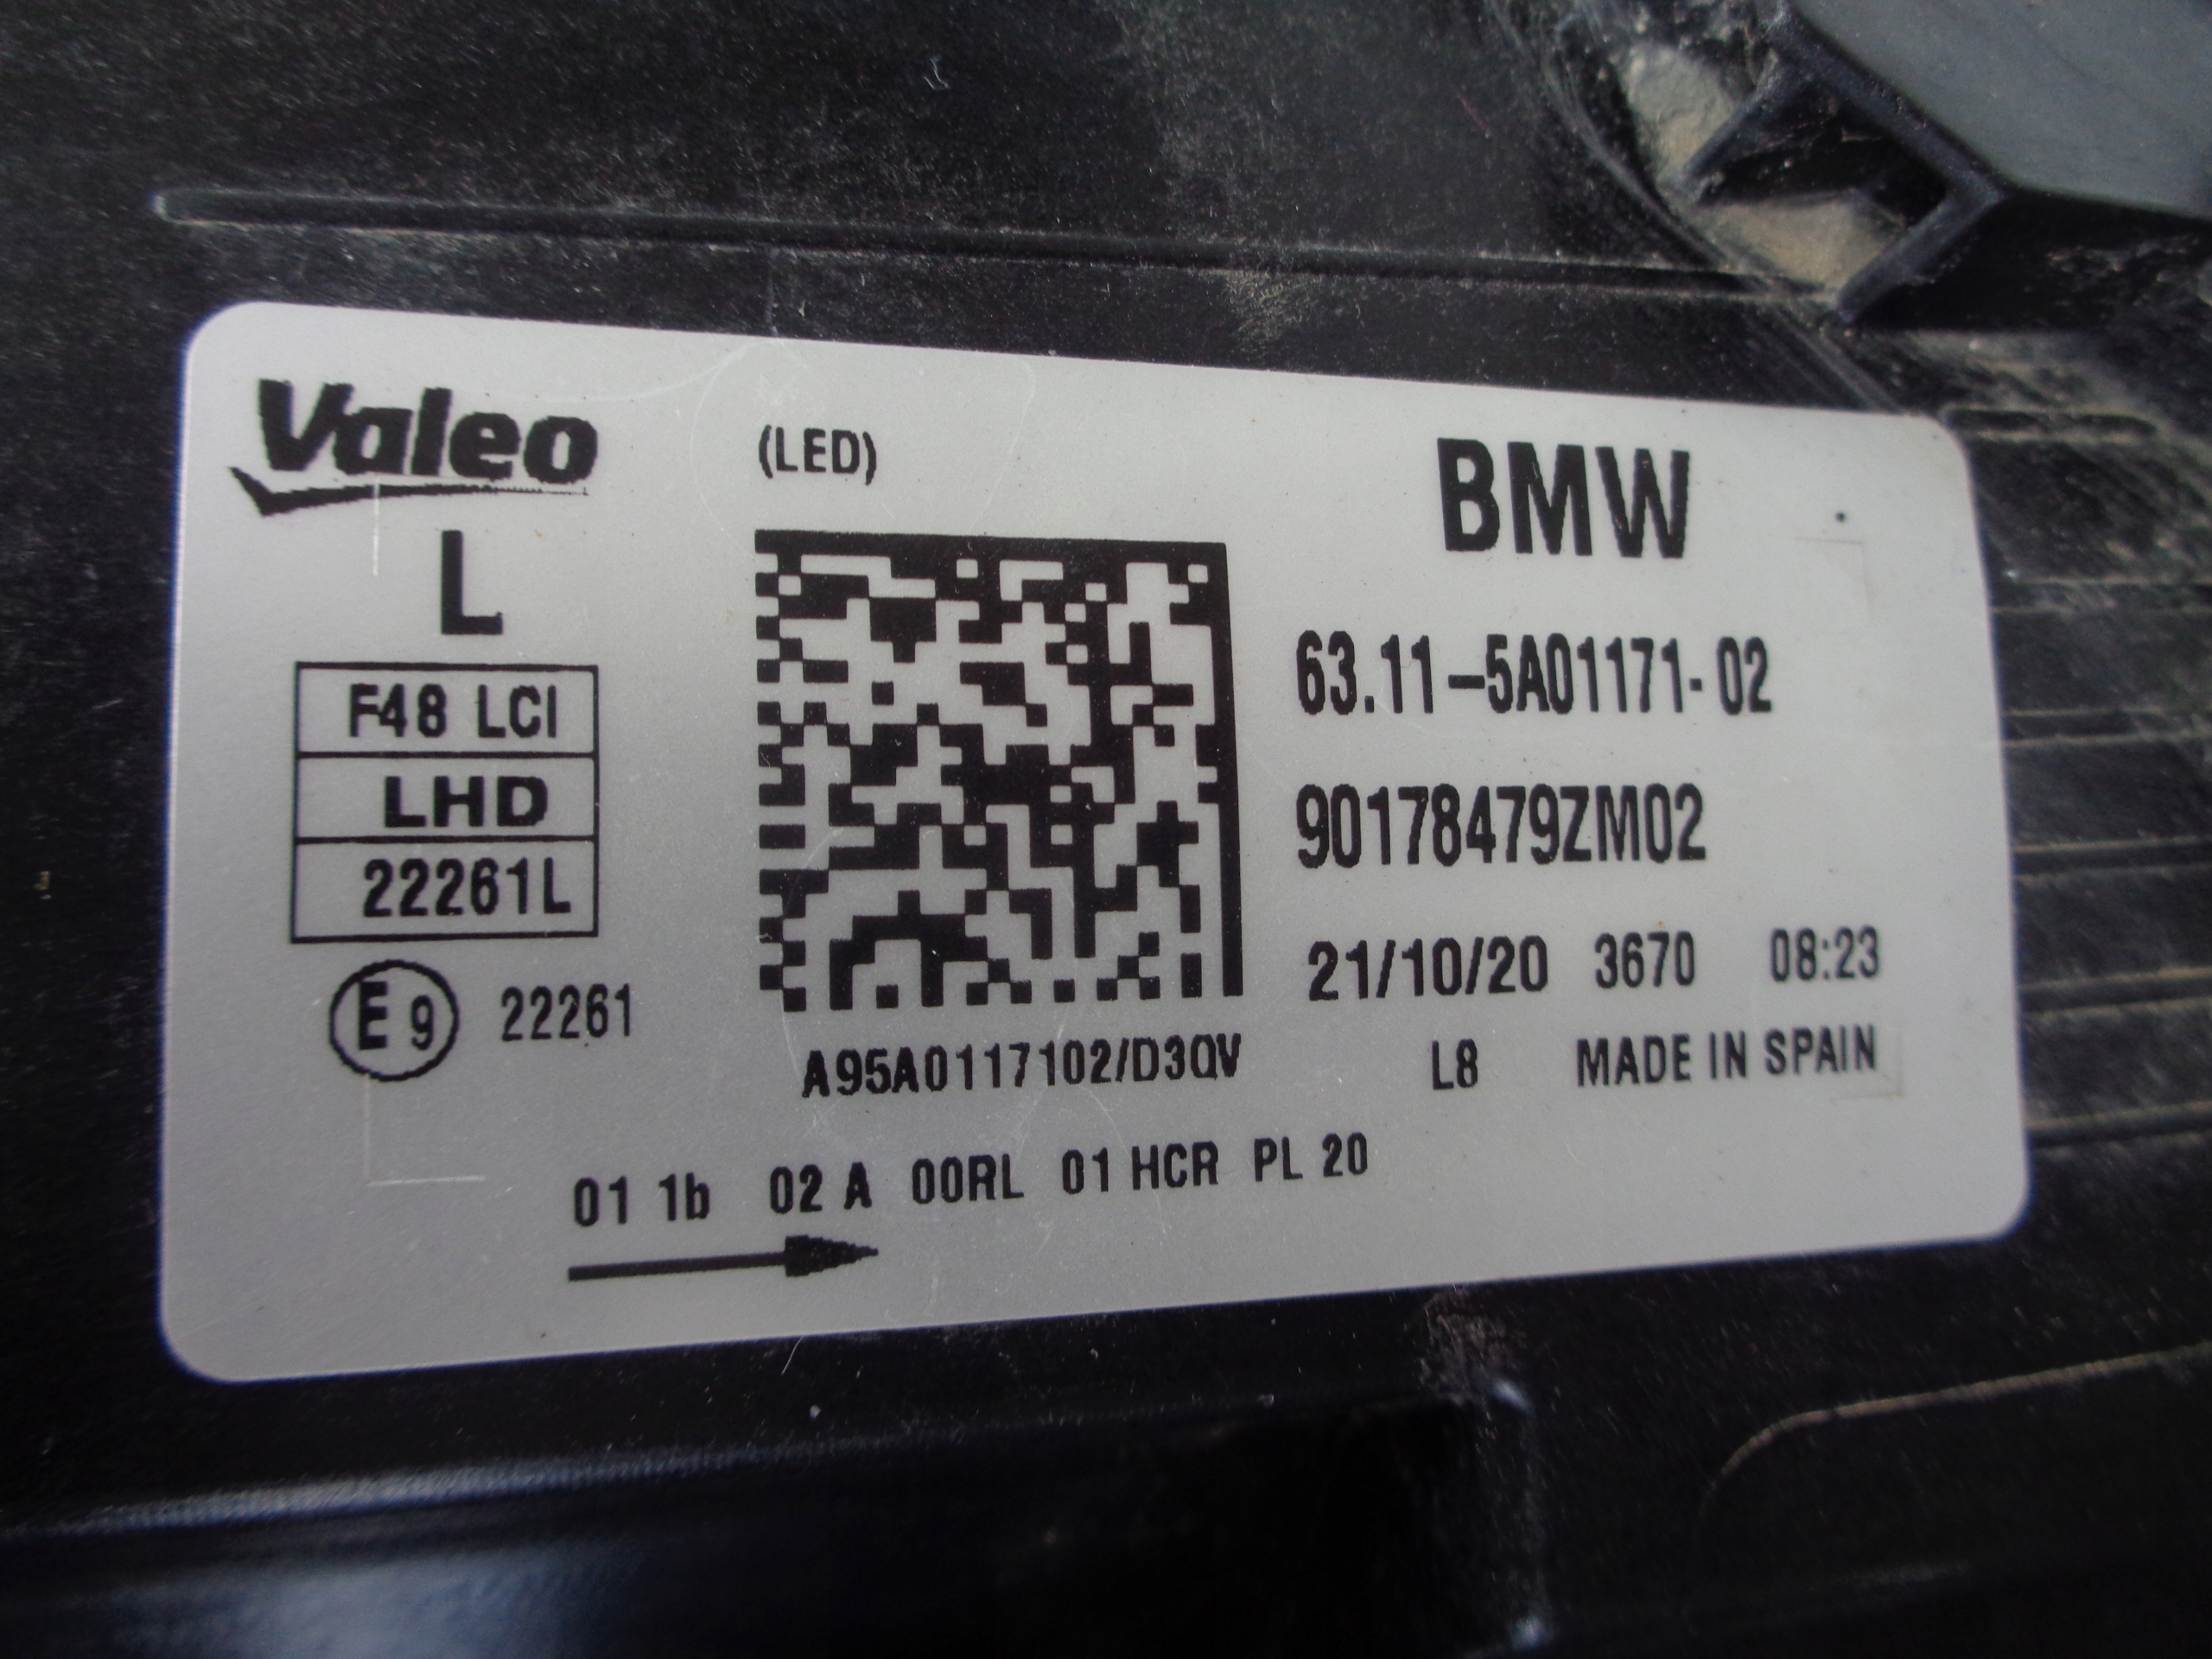 Valeo
(LED)
BMW
L
F48 LCI
LHD
22261L
E9 22261
63.11-5A01171-02
90178479ZM02
21/10/20 3670 08:23
A95A0117102/D3QV
L8 MADE IN SPAIN
01 1b 02 A 00RL 01 HCR PL 20